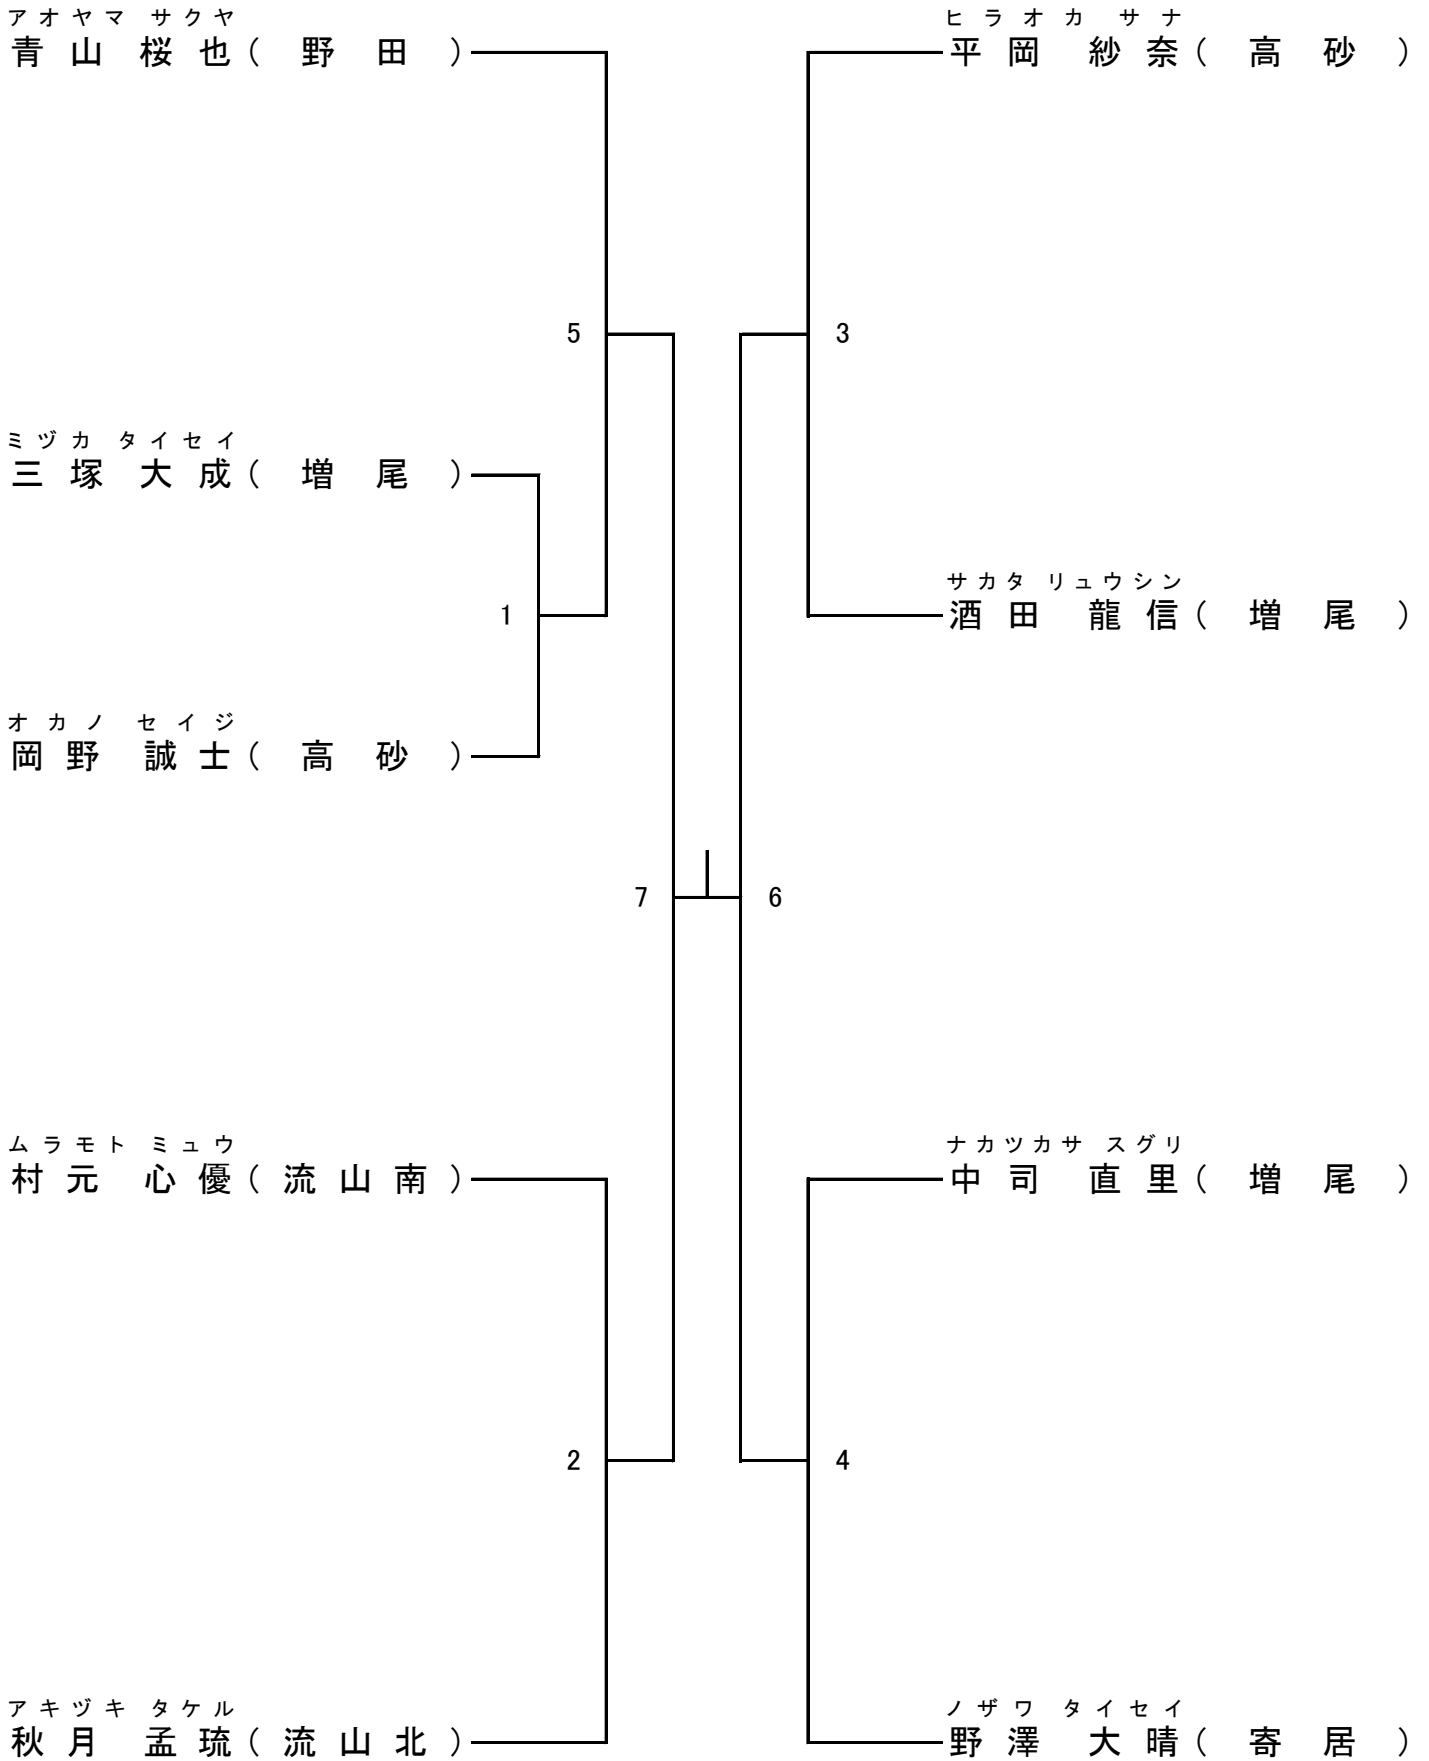 アオヤマ サクヤ
青山 桜也(野田)
5
ミヅカ タイセイ
三塚 大成(増尾)
1
オカノ セイジ
岡野 誠士(高砂)
7
ムラモト ミュウ
村元 心優(流山南)
2
アキヅキ タケル
秋月 孟琉(流山北)
ヒラオカ サナ
平岡 紗奈(高砂)
3
サカタ リュウシン
酒田 龍信(増尾)
6
ナカツカサ スグリ
中司 直里(増尾)
4
ノザワ タイセイ
野澤 大晴(寄居)